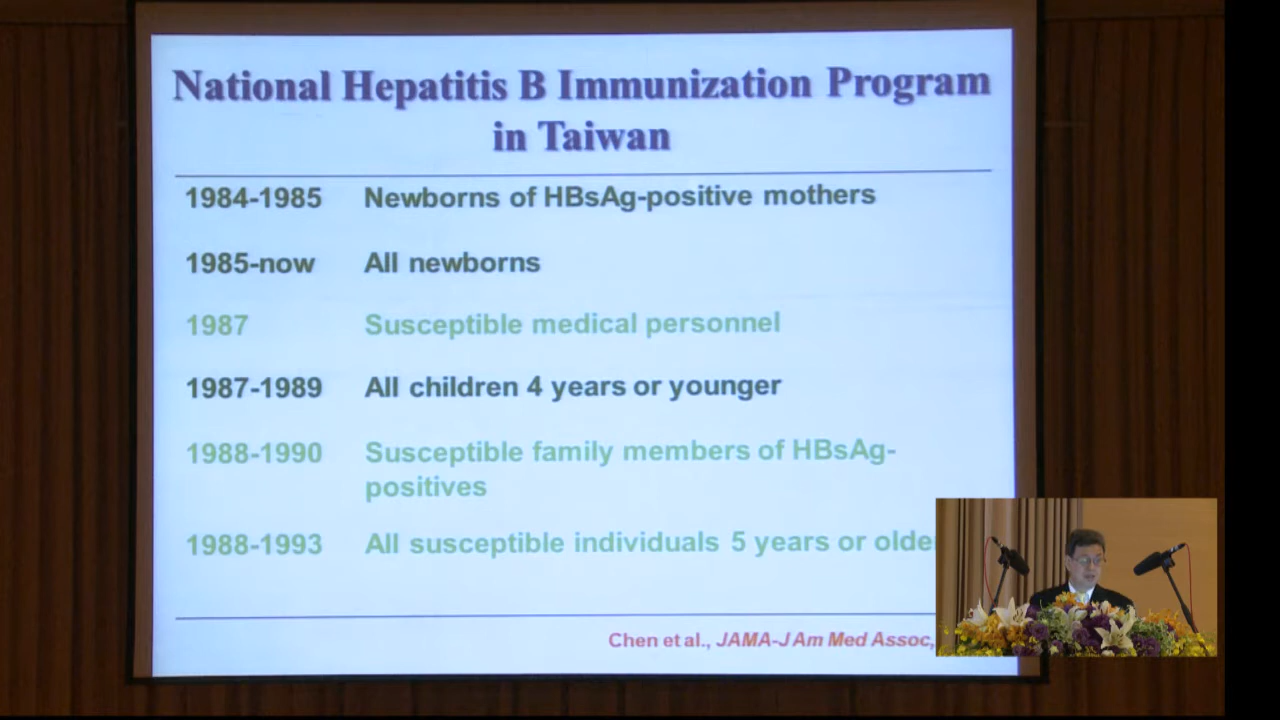 National Hepatitis B Immunization Program
in Taiwan
1984-1985 Newborns of HBsAg-positive mothers
1985-now All newborns
1987 Susceptible medical personnel
1987-1989 All children 4 years or younger
1988-1990 Susceptible family members of HBsAg-
positives
1988-1993 All susceptible individuals 5 years or olde
Chen et al., JAMA-J Am Med Assoc,